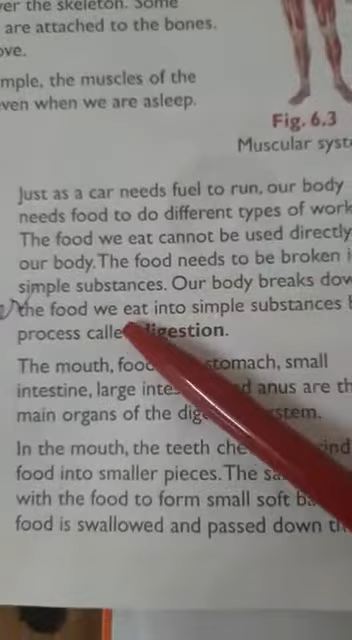 ver the skeleton. Some
are attached to the bones.
ove.
mple, the muscles of the
ven when we are asleep.
Fig. 6.3
Muscular syst
Just as a car needs fuel to run, our body
needs food to do different types of work
The food we eat cannot be used directly
our body. The food needs to be broken i
simple substances. Our body breaks dow
the food we eat into simple substances b
process calle digestion.
The mouth, food stomach, small
intestine, large inte d anus are th
main organs of the dig stem.
In the mouth, the teeth che ind
food into smaller pieces. The sa
with the food to form small soft b
food is swallowed and passed down th